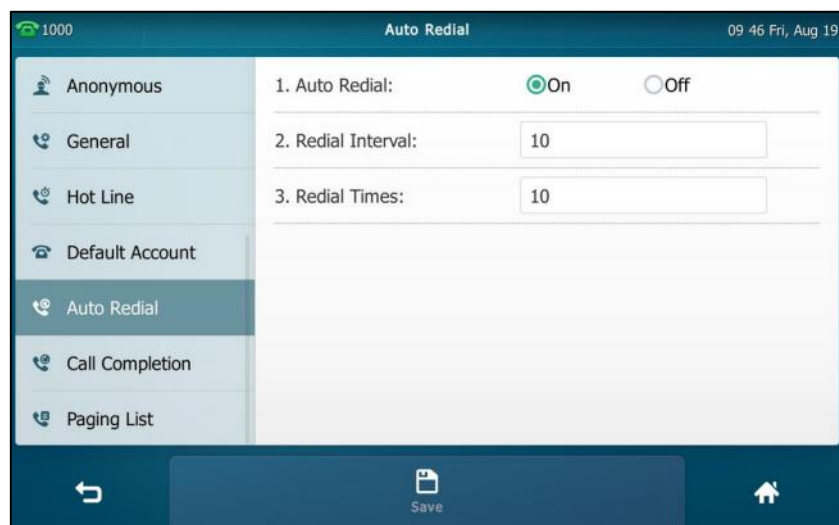 1000 Auto Redial 09 46 Fri, Aug 19
Anonymous
General
Hot Line
Default Account
Auto Redial
Call Completion
Paging List
1. Auto Redial: On Off
2. Redial Interval: 10
3. Redial Times: 10
Save